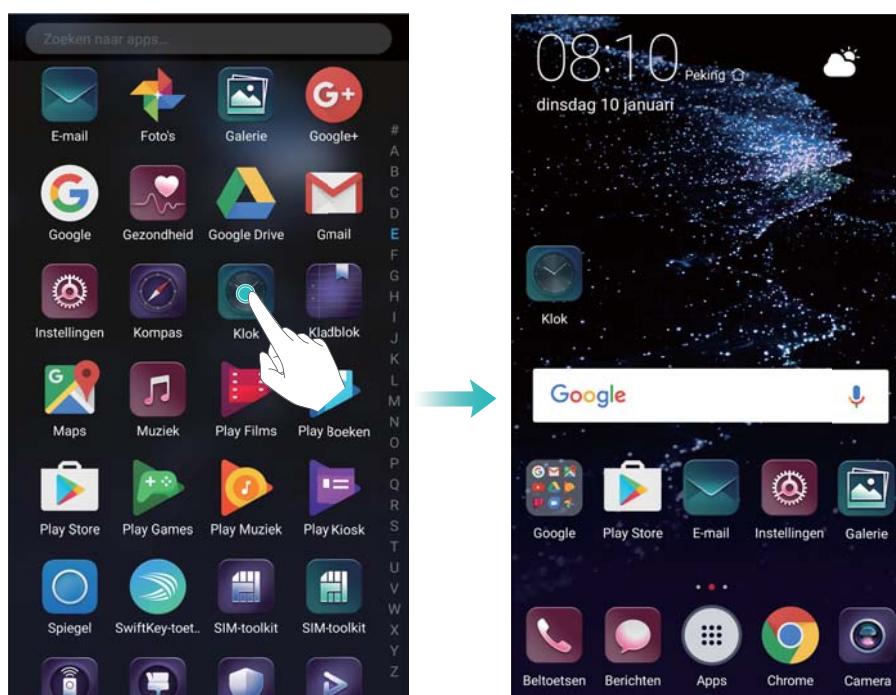 Zoeken naar apps...
E-mail Foto's Galerie Google+
Google Gezondheid Google Drive Gmail
Instellingen Kompas Klok Kladblok
G
Maps Muziek Play Films Play Boeken
Play Store Play Games Play Muziek Play Kiosk
Spiegel SwiftKey-toet.. SIM-toolkit SIM-toolkit
#
A
B
C
D
E
F
G
H
I
J
K
L
M
N
O
P
Q
R
S
T
U
V
W
X
Y
Z
08:10 Peking
dinsdag 10 januari
Klok
Google
Google Play Store E-mail Instellingen Galerie
Beltoetsen Berichten Apps Chrome Camera